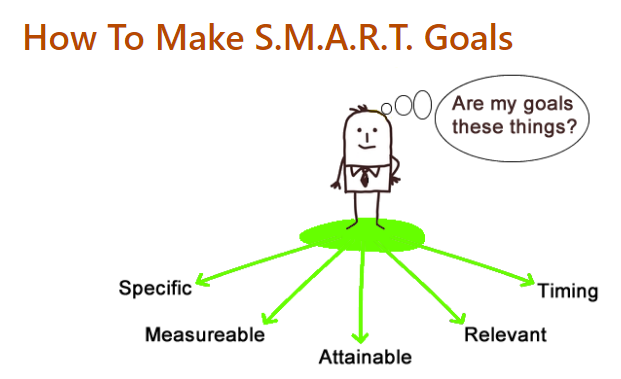 How To Make S.M.A.R.T. Goals
Are my goals
these things?
Specific
Measureable
Attainable
Relevant
Timing